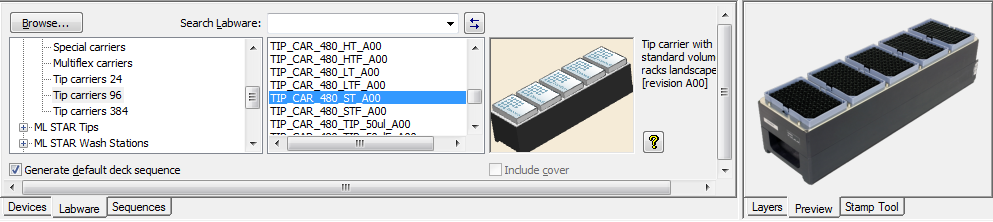 Browse...
Search Labware:
Special carriers
Multiflex carriers
Tip carriers 24
Tip carriers 96
Tip carriers 384
ML STAR Tips
ML STAR Wash Stations
TIP_CAR_480_HT_A00
TIP_CAR_480_HTF_A00
TIP_CAR_480_LT_A00
TIP_CAR_480_LTF_A00
TIP_CAR_480_ST_A00
TIP_CAR_480_STF_A00
TIP_CAR_480_TIP_50ul_A00
Tip carrier with
standard volum
racks landscape
[revision A00]
Generate default deck sequence
Include cover
Devices Labware Sequences
Layers Preview Stamp Tool